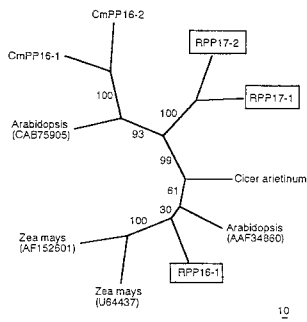 CmPP16-2
CmPP16-1
RPP17-2
RPP17-1
100
100
Arabidopsis
(CAB75905)
93
99
Cicer arietinum
61
30
100
Arabidopsis
(AAF34860)
Zea mays
(AF152601)
RPP16-1
Zea mays
(U64437)
10